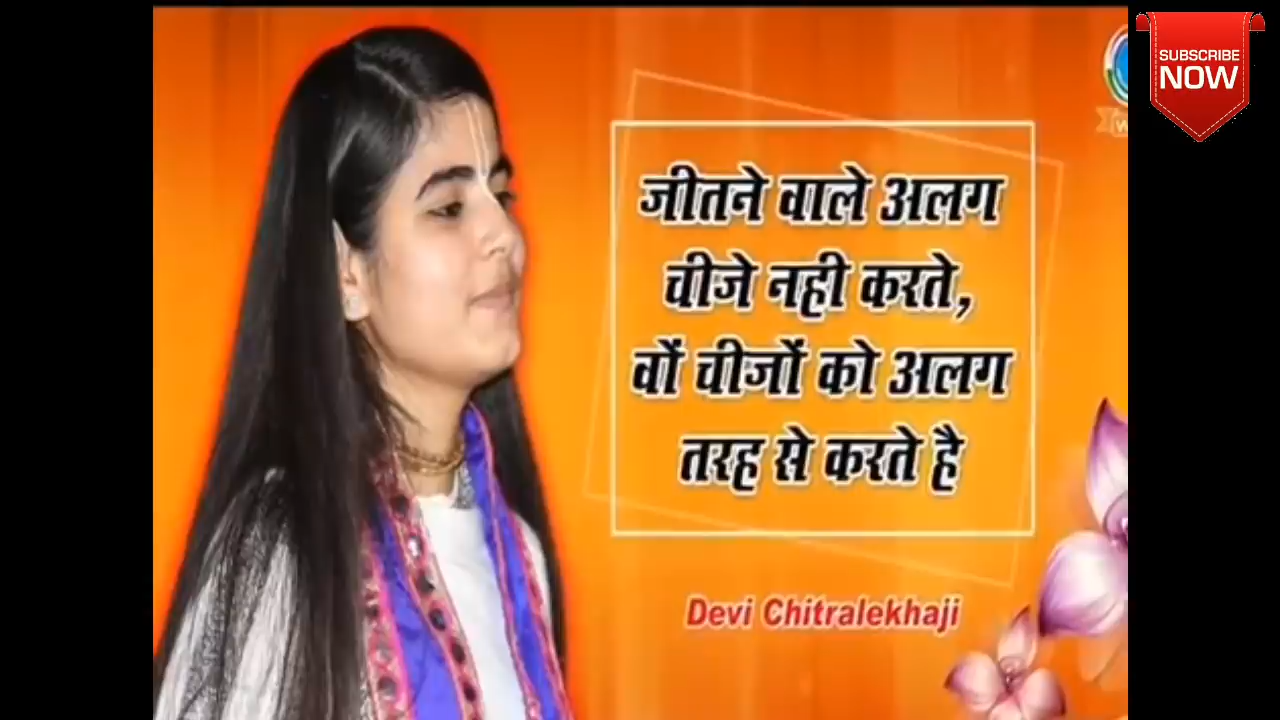 SUBSCRIBE
NOW
जीतने वाले अलग
चीजे नही करते,
वों चीजों को अलग
तरह से करते है
Devi Chitralekhaji